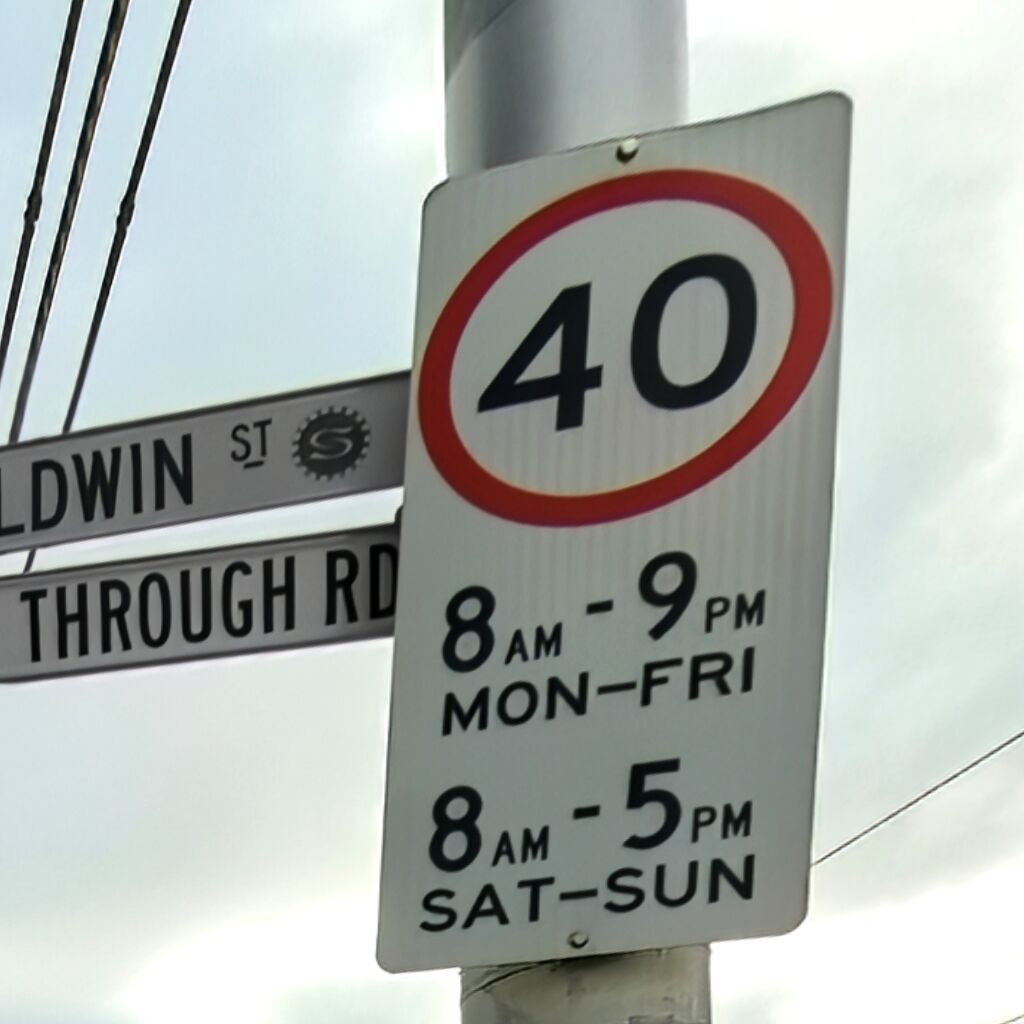 LDWIN ST S
THROUGH RD
40
8AM - 9PM
MON-FRI
8AM - 5PM
SAT-SUN